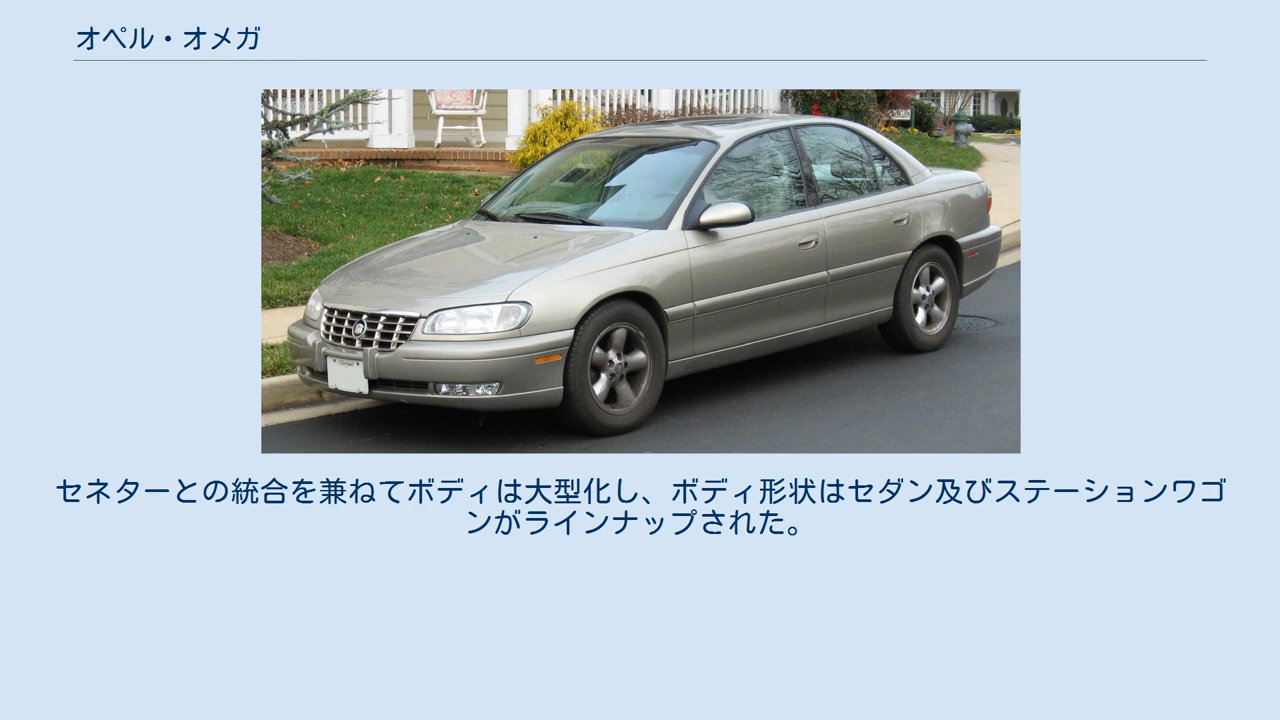 オペル・オメガ
セネターとの統合を兼ねてボディは大型化し、ボディ形状はセダン及びステーションワゴ
ンがラインナップされた。